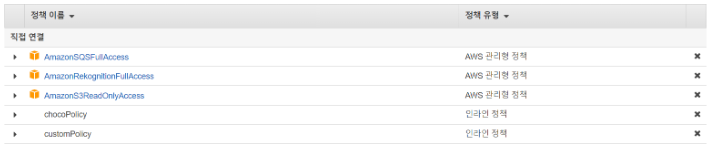 정책 이름 정책 유형
직접 연결
AmazonSQSFullAccess AWS 관리형 정책
AmazonRekognitionFullAccess AWS 관리형 정책
AmazonS3ReadOnlyAccess AWS 관리형 정책
chocoPolicy 인라인 정책
customPolicy 인라인 정책